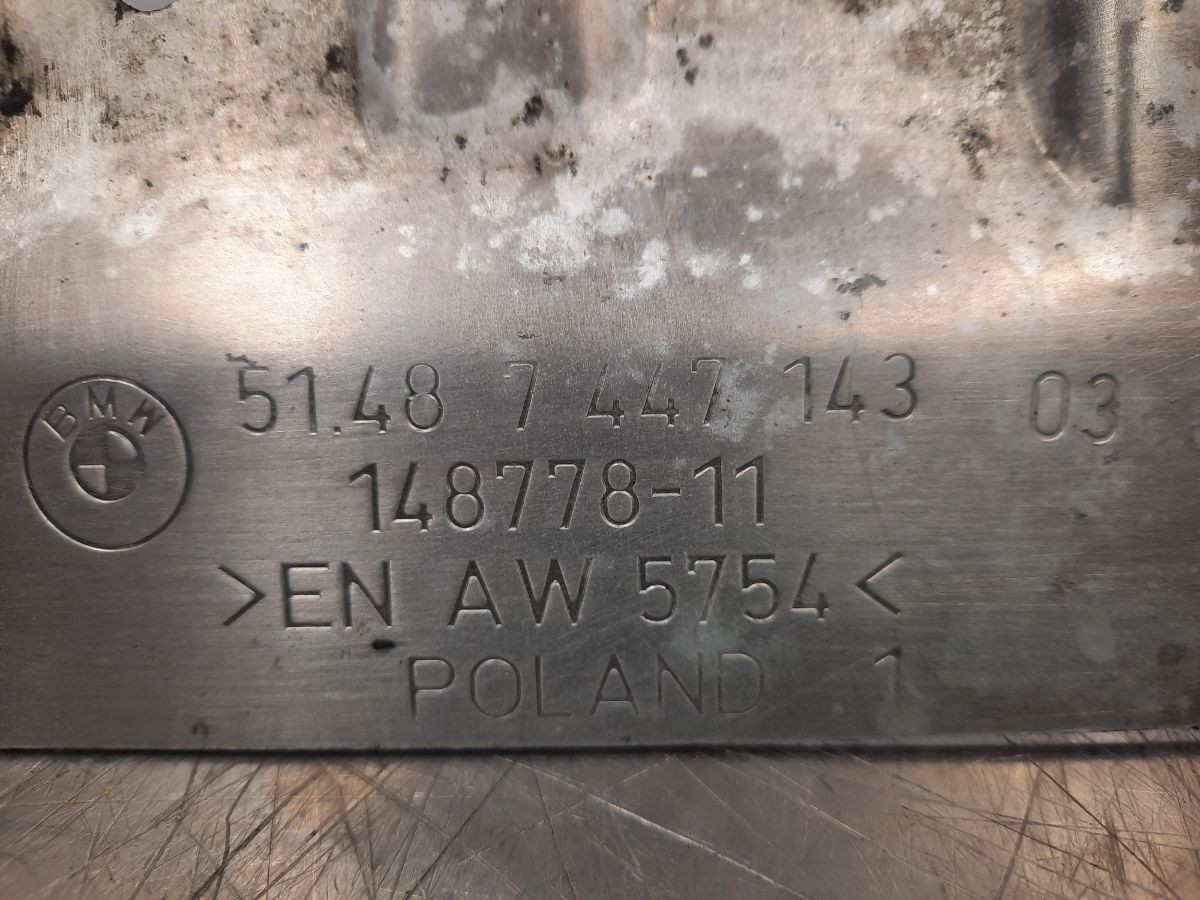 BMW 51.48 7 447 143 03
148778-11
>EN AW 5754<
POLAND 1